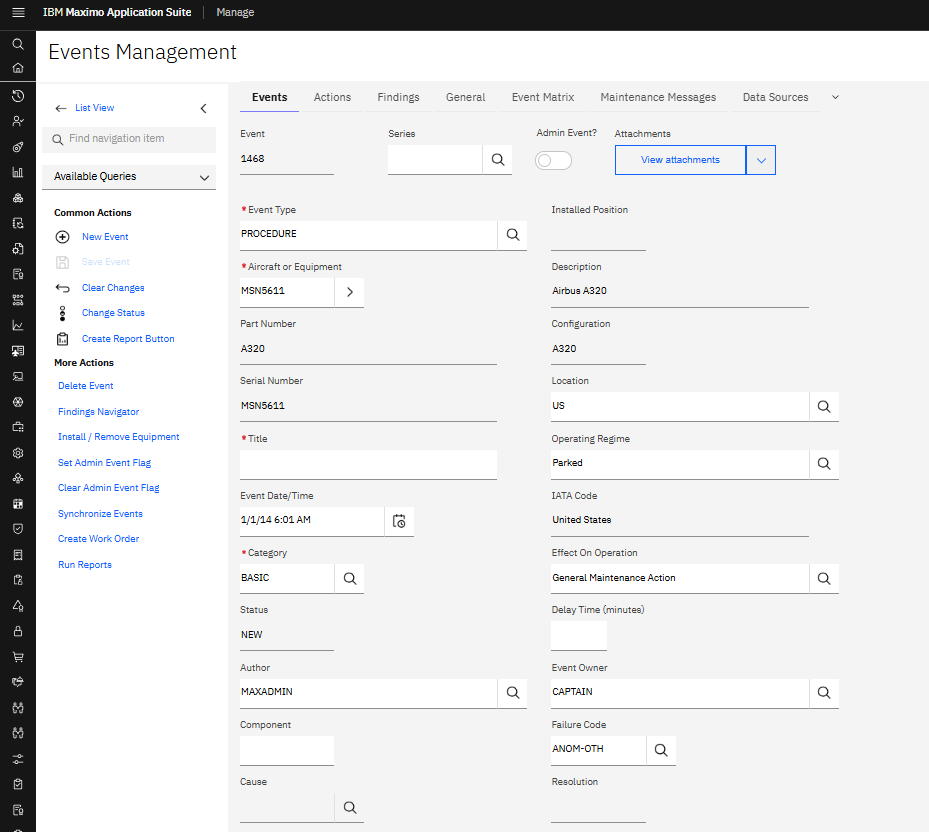 IBM Maximo Application Suite Manage
Events Management
List View
Find navigation item
Available Queries
Common Actions
New Event
Save Event
Clear Changes
Change Status
Create Report Button
More Actions
Delete Event
Findings Navigator
Install / Remove Equipment
Set Admin Event Flag
Clear Admin Event Flag
Synchronize Events
Create Work Order
Run Reports
Events Actions Findings General Event Matrix Maintenance Messages Data Sources
Event Series Admin Event? Attachments
1468 View attachments
* Event Type Installed Position
PROCEDURE
* Aircraft or Equipment Description
MSN5611 Airbus A320
Part Number Configuration
A320 A320
Serial Number Location
MSN5611 US
* Title Operating Regime
Parked
Event Date/Time IATA Code
1/1/14 6:01 AM United States
* Category Effect On Operation
BASIC General Maintenance Action
Status Delay Time (minutes)
NEW
Author Event Owner
MAXADMIN CAPTAIN
Component Failure Code
ANOM-OTH
Cause Resolution